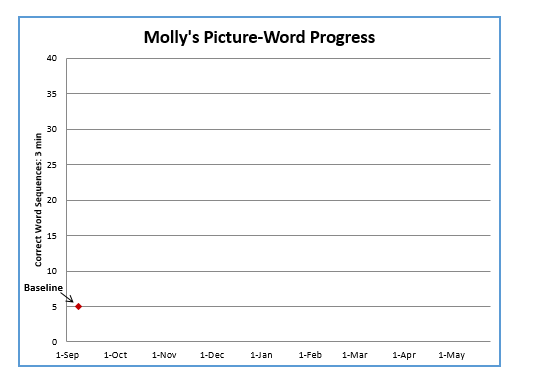 Molly's Picture-Word Progress
Correct Word Sequences: 3 min
40
35
30
25
20
15
10
Baseline
5
0
1-Sep 1-Oct 1-Nov 1-Dec 1-Jan 1-Feb 1-Mar 1-Apr 1-May